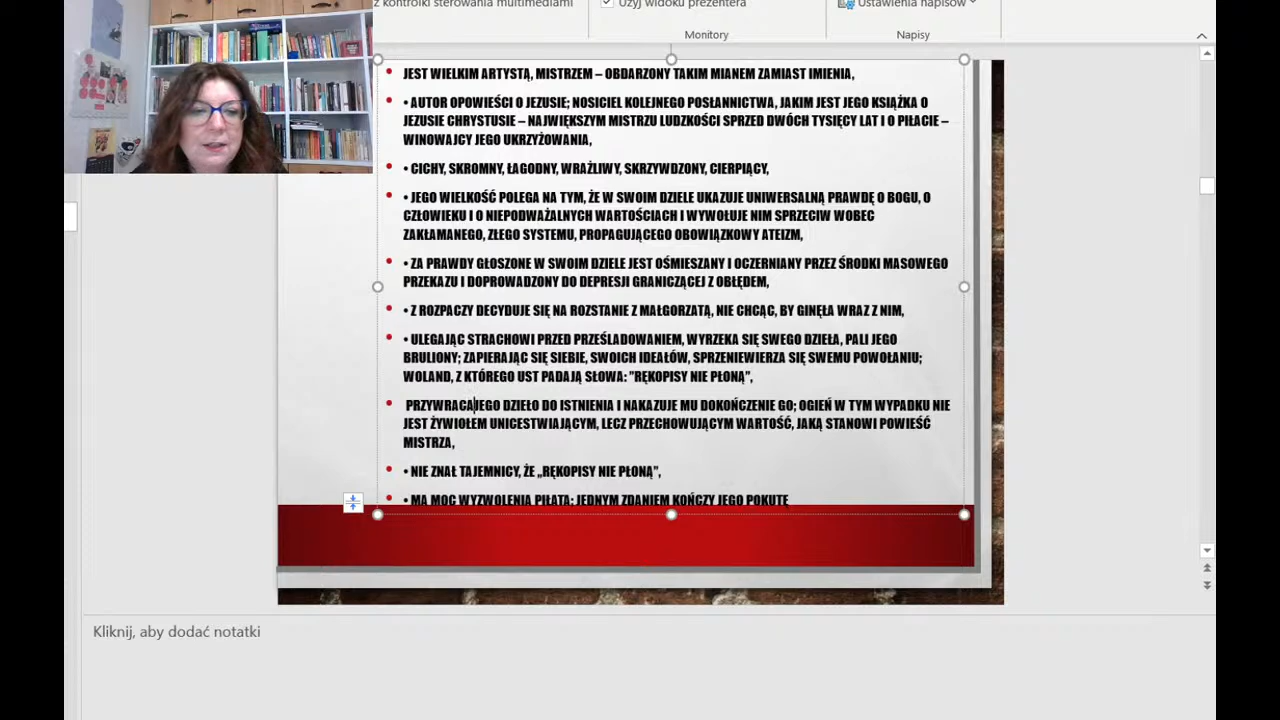 z kontrolki sterowania multimediami
Użyj widoku prezentera
Ustawienia napisów
Monitory
Napisy
JEST WIELKIM ARTYSTĄ, MISTRZEM – OBDARZONY TAKIM MIANEM ZAMIAST IMIENIA,
• AUTOR OPOWIEŚCI O JEZUSIE; NOSICIEL KOLEJNEGO POSŁANNICTWA, JAKIM JEST JEGO KSIĄŻKA O
JEZUSIE CHRYSTUSIE – NAJWIĘKSZYM MISTRZU LUDZKOŚCI SPRZED DWÓCH TYSIĘCY LAT I O PIŁACIE –
WINOWAJCY JEGO UKRZYŻOWANIA,
• CICHY, SKROMNY, ŁAGODNY, WRAŻLIWY, SKRZYWDZONY, CIERPIĄCY,
• JEGO WIELKOŚĆ POLEGA NA TYM, ŻE W SWOIM DZIELE UKAZUJE UNIWERSALNĄ PRAWDĘ O BOGU, O
CZŁOWIEKU I O NIEPODWAŻALNYCH WARTOŚCIACH I WYWOŁUJE NIM SPRZECIW WOBEC
ZAKŁAMANEGO, ZŁEGO SYSTEMU, PROPAGUJĄCEGO OBOWIĄZKOWY ATEIZM,
• ZA PRAWDY GŁOSZONE W SWOIM DZIELE JEST OŚMIESZANY I OCZERNIANY PRZEZ ŚRODKI MASOWEGO
PRZEKAZU I DOPROWADZONY DO DEPRESJI GRANICZĄCEJ Z OBŁĘDEM,
• Z ROZPACZY DECYDUJE SIĘ NA ROZSTANIE Z MAŁGORZATĄ, NIE CHCĄC, BY GINĘŁA WRAZ Z NIM,
• ULEGAJĄC STRACHOWI PRZED PRZEŚLADOWANIEM, WYRZEKA SIĘ SWEGO DZIEŁA, PALI JEGO
BRULIONY; ZAPIERAJĄC SIĘ SIEBIE, SWOICH IDEAŁÓW, SPRZENIEWIERZA SIĘ SWEMU POWOŁANIU;
WOLAND, Z KTÓREGO UST PADAJĄ SŁOWA: "RĘKOPISY NIE PŁONĄ",
PRZYWRACAJEGO DZIEŁO DO ISTNIENIA I NAKAZUJE MU DOKOŃCZENIE GO; OGIEŃ W TYM WYPADKU NIE
JEST ŻYWIOŁEM UNICESTWIAJĄCYM, LECZ PRZECHOWUJĄCYM WARTOŚĆ, JAKĄ STANOWI POWIEŚĆ
MISTRZA,
• NIE ZNAŁ TAJEMNICY, ŻE „RĘKOPISY NIE PŁONĄ”,
• MA MOC WYZWOLENIA PIŁATA; JEDNYM ZDANIEM KOŃCZY JEGO POKUTĘ
Kliknij, aby dodać notatki